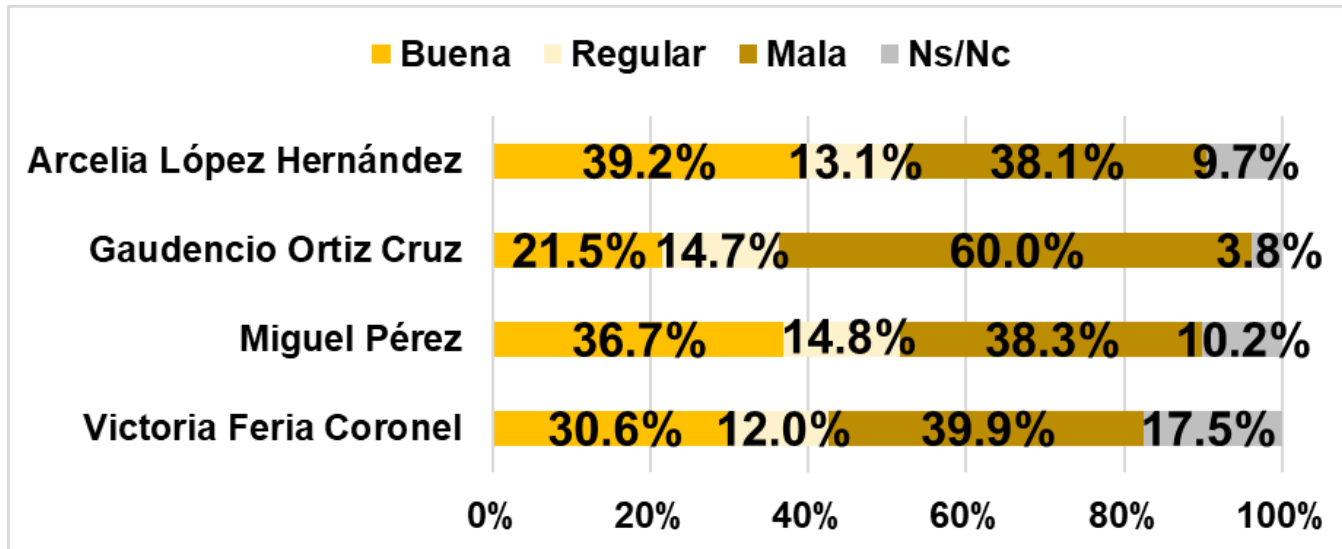 Buena Regular Mala Ns/Nc
Arcelia López Hernández 39.2% 13.1% 38.1% 9.7%
Gaudencio Ortiz Cruz 21.5% 14.7% 60.0% 3.8%
Miguel Pérez 36.7% 14.8% 38.3% 10.2%
Victoria Feria Coronel 30.6% 12.0% 39.9% 17.5%
0% 20% 40% 60% 80% 100%